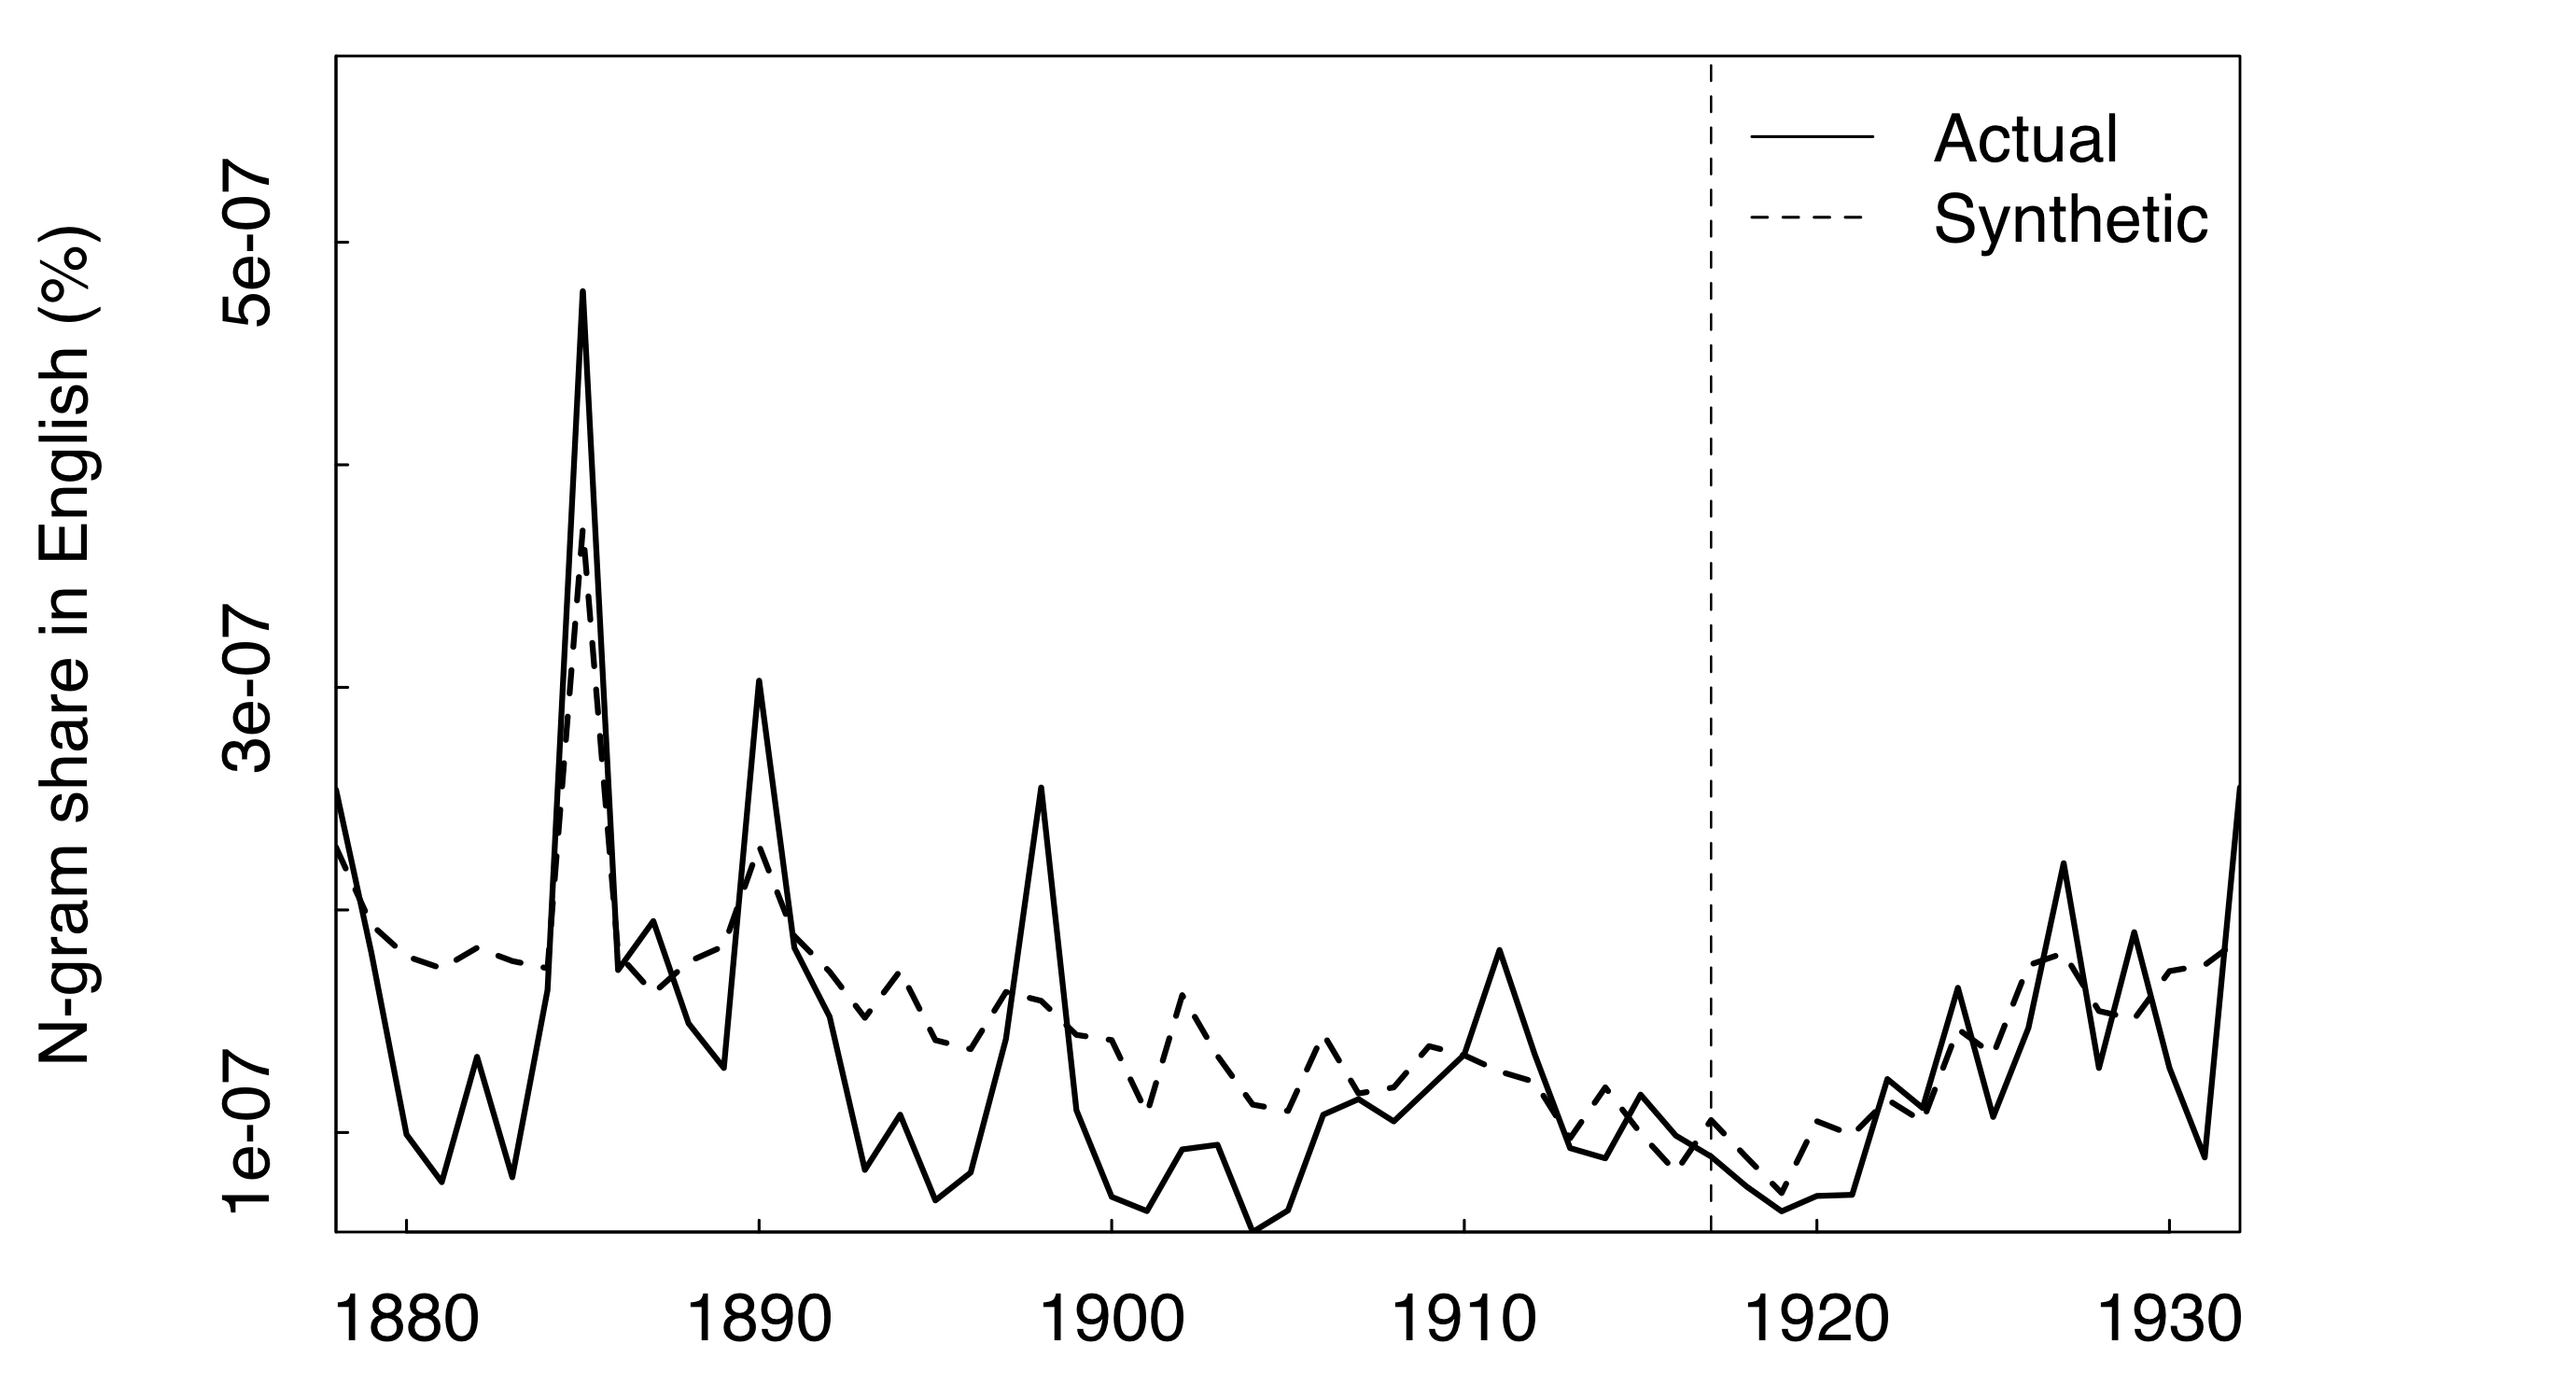 N-gram share in English (%)
5e-07
3e-07
1e-07
Actual
Synthetic
1880 1890 1900 1910 1920 1930